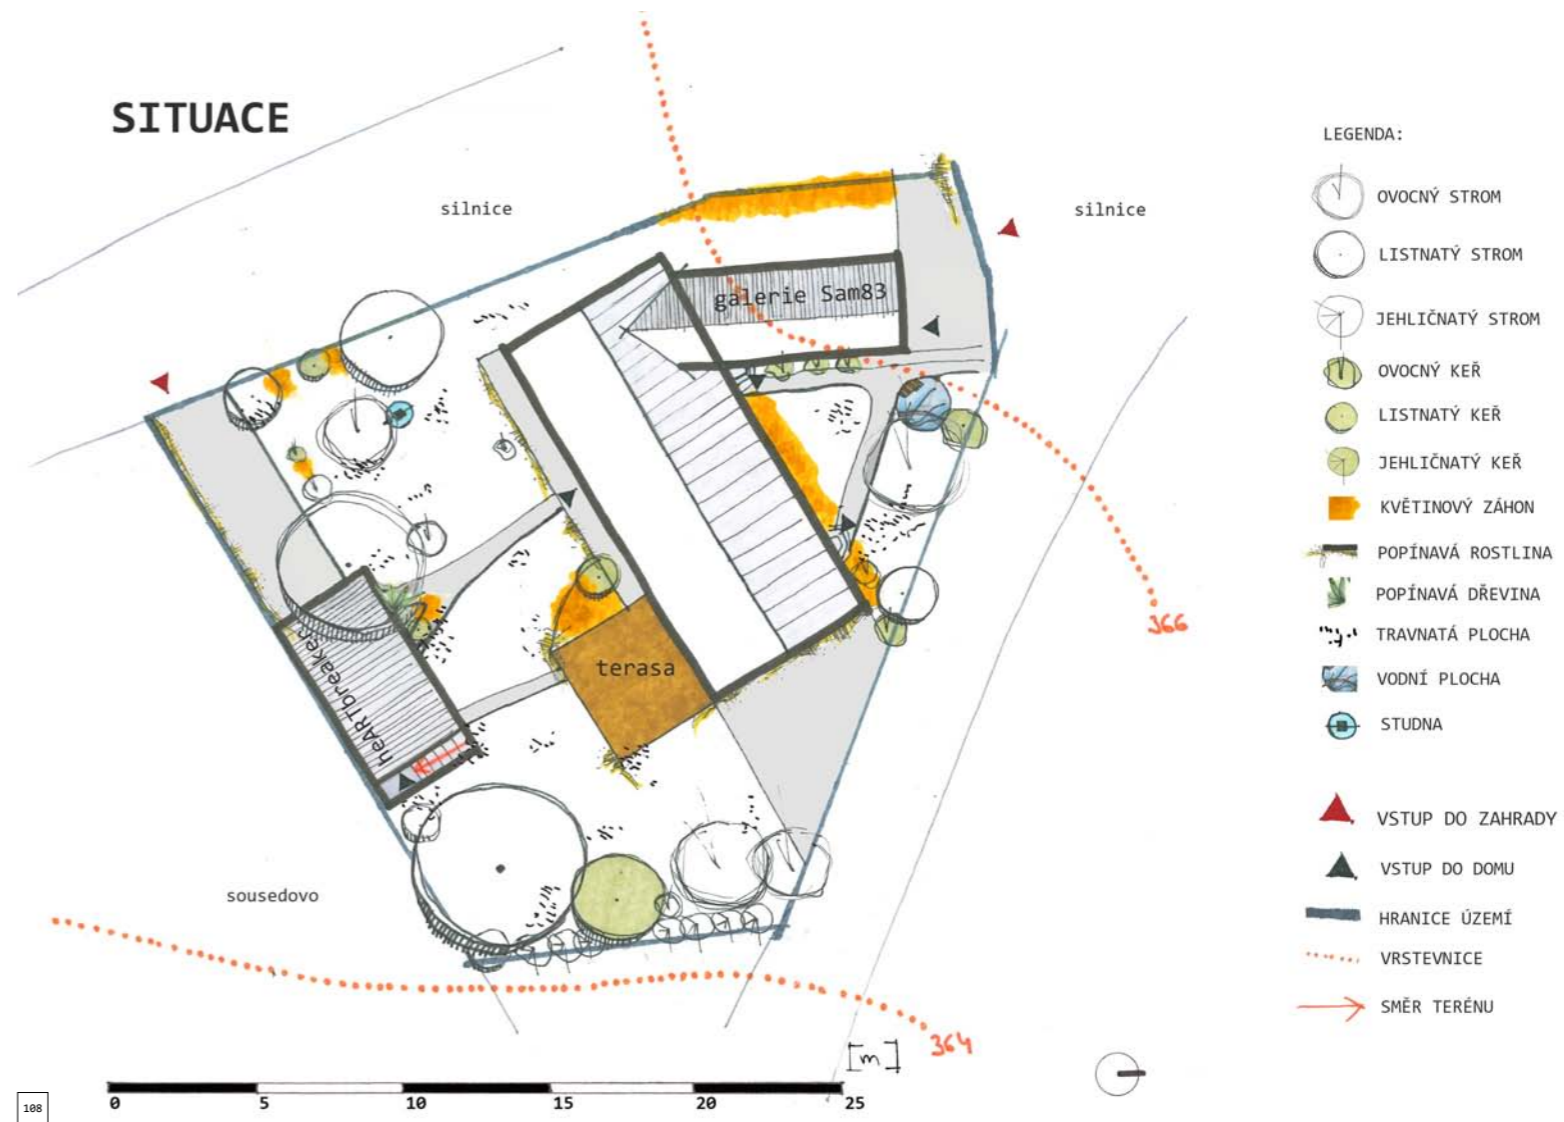 SITUACE
silnice
silnice
galerie Sam83
terasa
heARTbreaken
sousedovo
366
364
[m]
0 5 10 15 20 25
108
LEGENDA:
OVOCNÝ STROM
LISTNATÝ STROM
JEHLIČNATÝ STROM
OVOCNÝ KEŘ
LISTNATÝ KEŘ
JEHLIČNATÝ KEŘ
KVĚTINOVÝ ZÁHON
POPÍNAVÁ ROSTLINA
POPÍNAVÁ DŘEVINA
TRAVNATÁ PLOCHA
VODNÍ PLOCHA
STUDNA
VSTUP DO ZAHRADY
VSTUP DO DOMU
HRANICE ÚZEMÍ
VRSTEVNICE
SMĚR TERÉNU